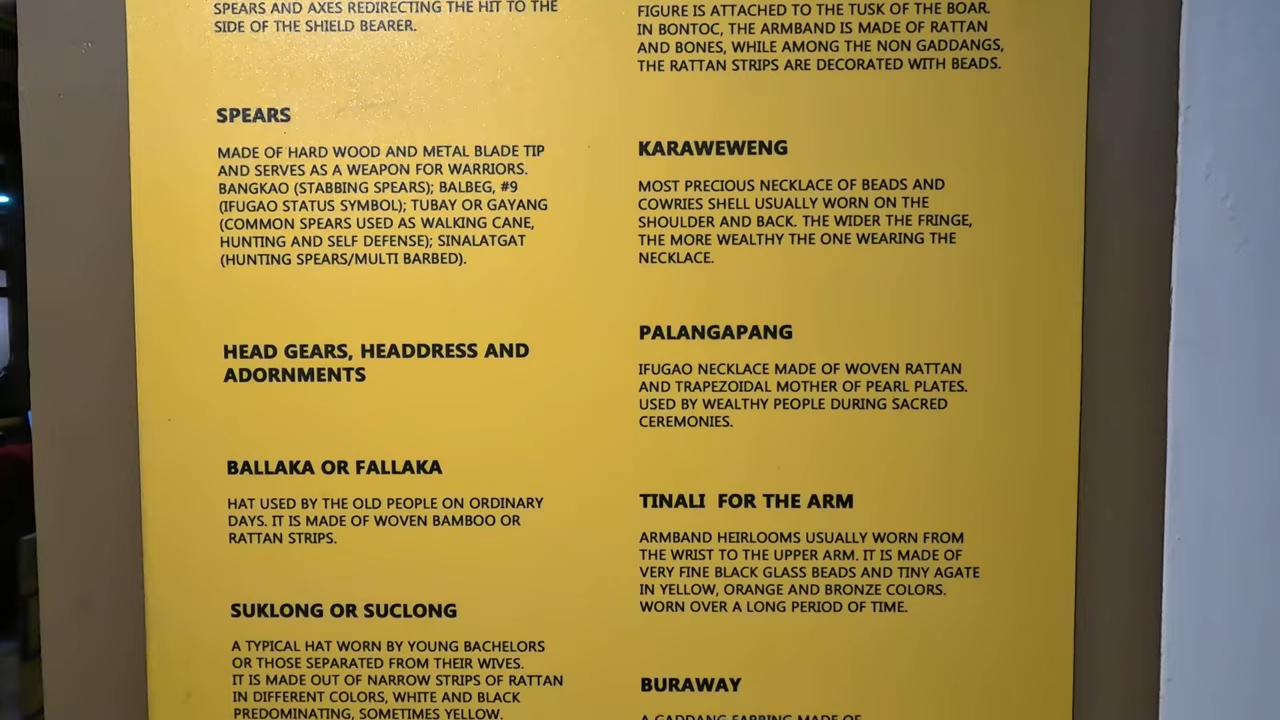 SPEARS AND AXES REDIRECTING THE HIT TO THE
SIDE OF THE SHIELD BEARER.
SPEARS
MADE OF HARD WOOD AND METAL BLADE TIP
AND SERVES AS A WEAPON FOR WARRIORS.
BANGKAO (STABBING SPEARS); BALBEG, #9
(IFUGAO STATUS SYMBOL); TUBAY OR GAYANG
(COMMON SPEARS USED AS WALKING CANE,
HUNTING AND SELF DEFENSE); SINALATGAT
(HUNTING SPEARS/MULTI BARBED).
HEAD GEARS, HEADDRESS AND
ADORNMENTS
BALLAKA OR FALLAKA
HAT USED BY THE OLD PEOPLE ON ORDINARY
DAYS. IT IS MADE OF WOVEN BAMBOO OR
RATTAN STRIPS.
SUKLONG OR SUCLONG
A TYPICAL HAT WORN BY YOUNG BACHELORS
OR THOSE SEPARATED FROM THEIR WIVES.
IT IS MADE OUT OF NARROW STRIPS OF RATTAN
IN DIFFERENT COLORS, WHITE AND BLACK
PREDOMINATING, SOMETIMES YELLOW.
FIGURE IS ATTACHED TO THE TUSK OF THE BOAR.
IN BONTOC, THE ARMBAND IS MADE OF RATTAN
AND BONES, WHILE AMONG THE NON GADDANGS,
THE RATTAN STRIPS ARE DECORATED WITH BEADS.
KARAWEWENG
MOST PRECIOUS NECKLACE OF BEADS AND
COWRIES SHELL USUALLY WORN ON THE
SHOULDER AND BACK. THE WIDER THE FRINGE,
THE MORE WEALTHY THE ONE WEARING THE
NECKLACE.
PALANGAPANG
IFUGAO NECKLACE MADE OF WOVEN RATTAN
AND TRAPEZOIDAL MOTHER OF PEARL PLATES.
USED BY WEALTHY PEOPLE DURING SACRED
CEREMONIES.
TINALI FOR THE ARM
ARMBAND HEIRLOOMS USUALLY WORN FROM
THE WRIST TO THE UPPER ARM. IT IS MADE OF
VERY FINE BLACK GLASS BEADS AND TINY AGATE
IN YELLOW, ORANGE AND BRONZE COLORS.
WORN OVER A LONG PERIOD OF TIME.
BURAWAY
A GADDANG EARRING MADE OF